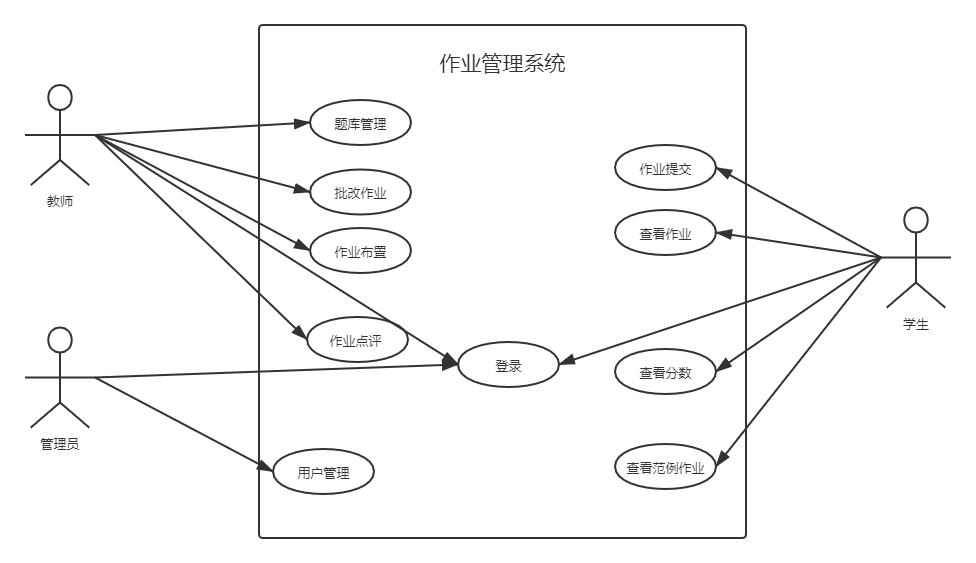 作业管理系统
题库管理
作业提交
批改作业
教师
查看作业
作业布置
学生
作业点评
登录
查看分数
管理员
用户管理
查看范例作业